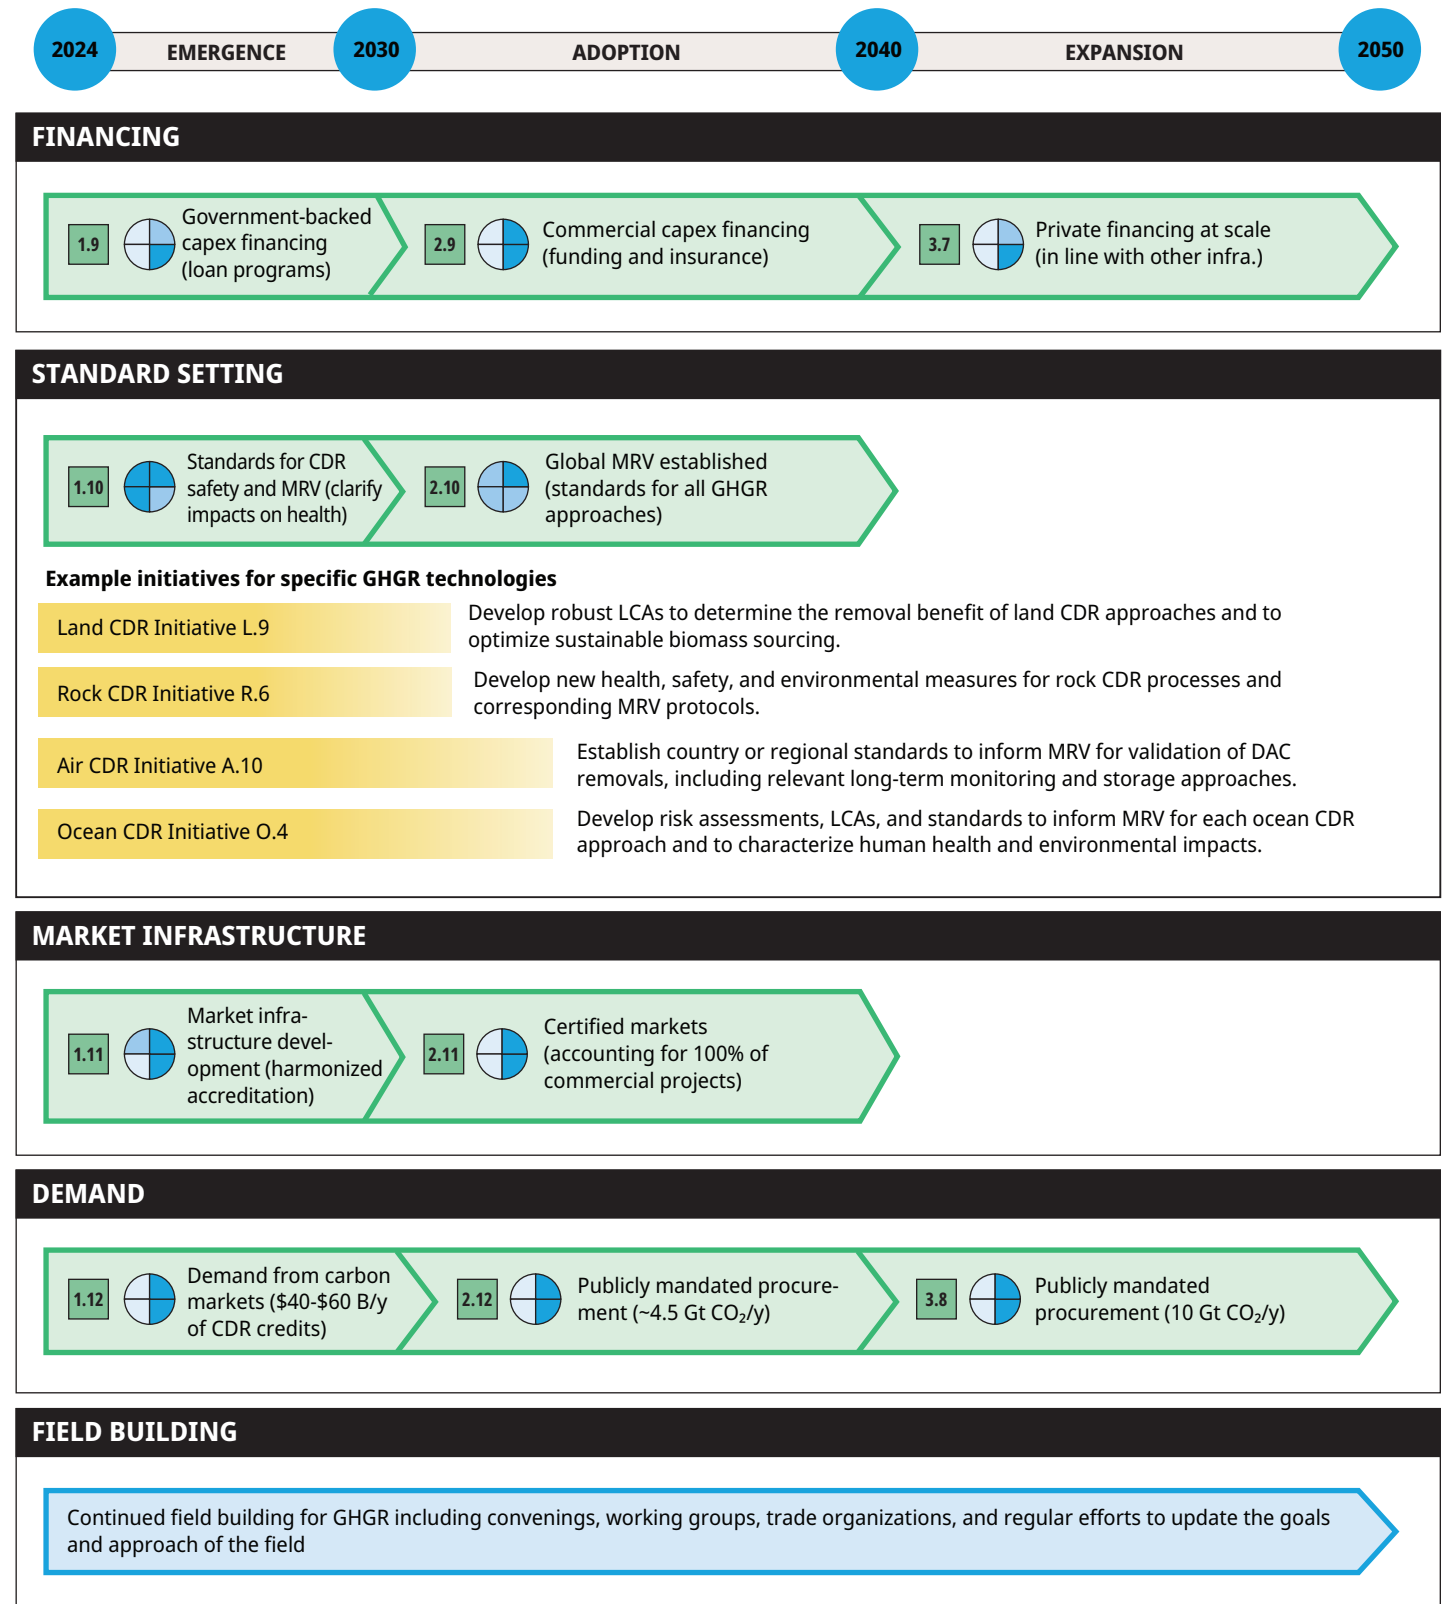 2024 EMERGENCE 2030 ADOPTION 2040 EXPANSION 2050
FINANCING
1.9
Government-backed
capex financing
(loan programs)
2.9
Commercial capex financing
(funding and insurance)
3.7
Private financing at scale
(in line with other infra.)
STANDARD SETTING
1.10
Standards for CDR
safety and MRV (clarify
impacts on health)
2.10
Global MRV established
(standards for all GHGR
approaches)
Example initiatives for specific GHGR technologies
Land CDR Initiative L.9
Develop robust LCAs to determine the removal benefit of land CDR approaches and to
optimize sustainable biomass sourcing.
Rock CDR Initiative R.6
Develop new health, safety, and environmental measures for rock CDR processes and
corresponding MRV protocols.
Air CDR Initiative A.10
Establish country or regional standards to inform MRV for validation of DAC
removals, including relevant long-term monitoring and storage approaches.
Ocean CDR Initiative O.4
Develop risk assessments, LCAs, and standards to inform MRV for each ocean CDR
approach and to characterize human health and environmental impacts.
MARKET INFRASTRUCTURE
1.11
Market infra-
structure devel-
opment (harmonized
accreditation)
2.11
Certified markets
(accounting for 100% of
commercial projects)
DEMAND
1.12
Demand from carbon
markets ($40-$60 B/y
of CDR credits)
2.12
Publicly mandated procure-
ment (~4.5 Gt CO₂/y)
3.8
Publicly mandated
procurement (10 Gt CO₂/y)
FIELD BUILDING
Continued field building for GHGR including convenings, working groups, trade organizations, and regular efforts to update the goals
and approach of the field